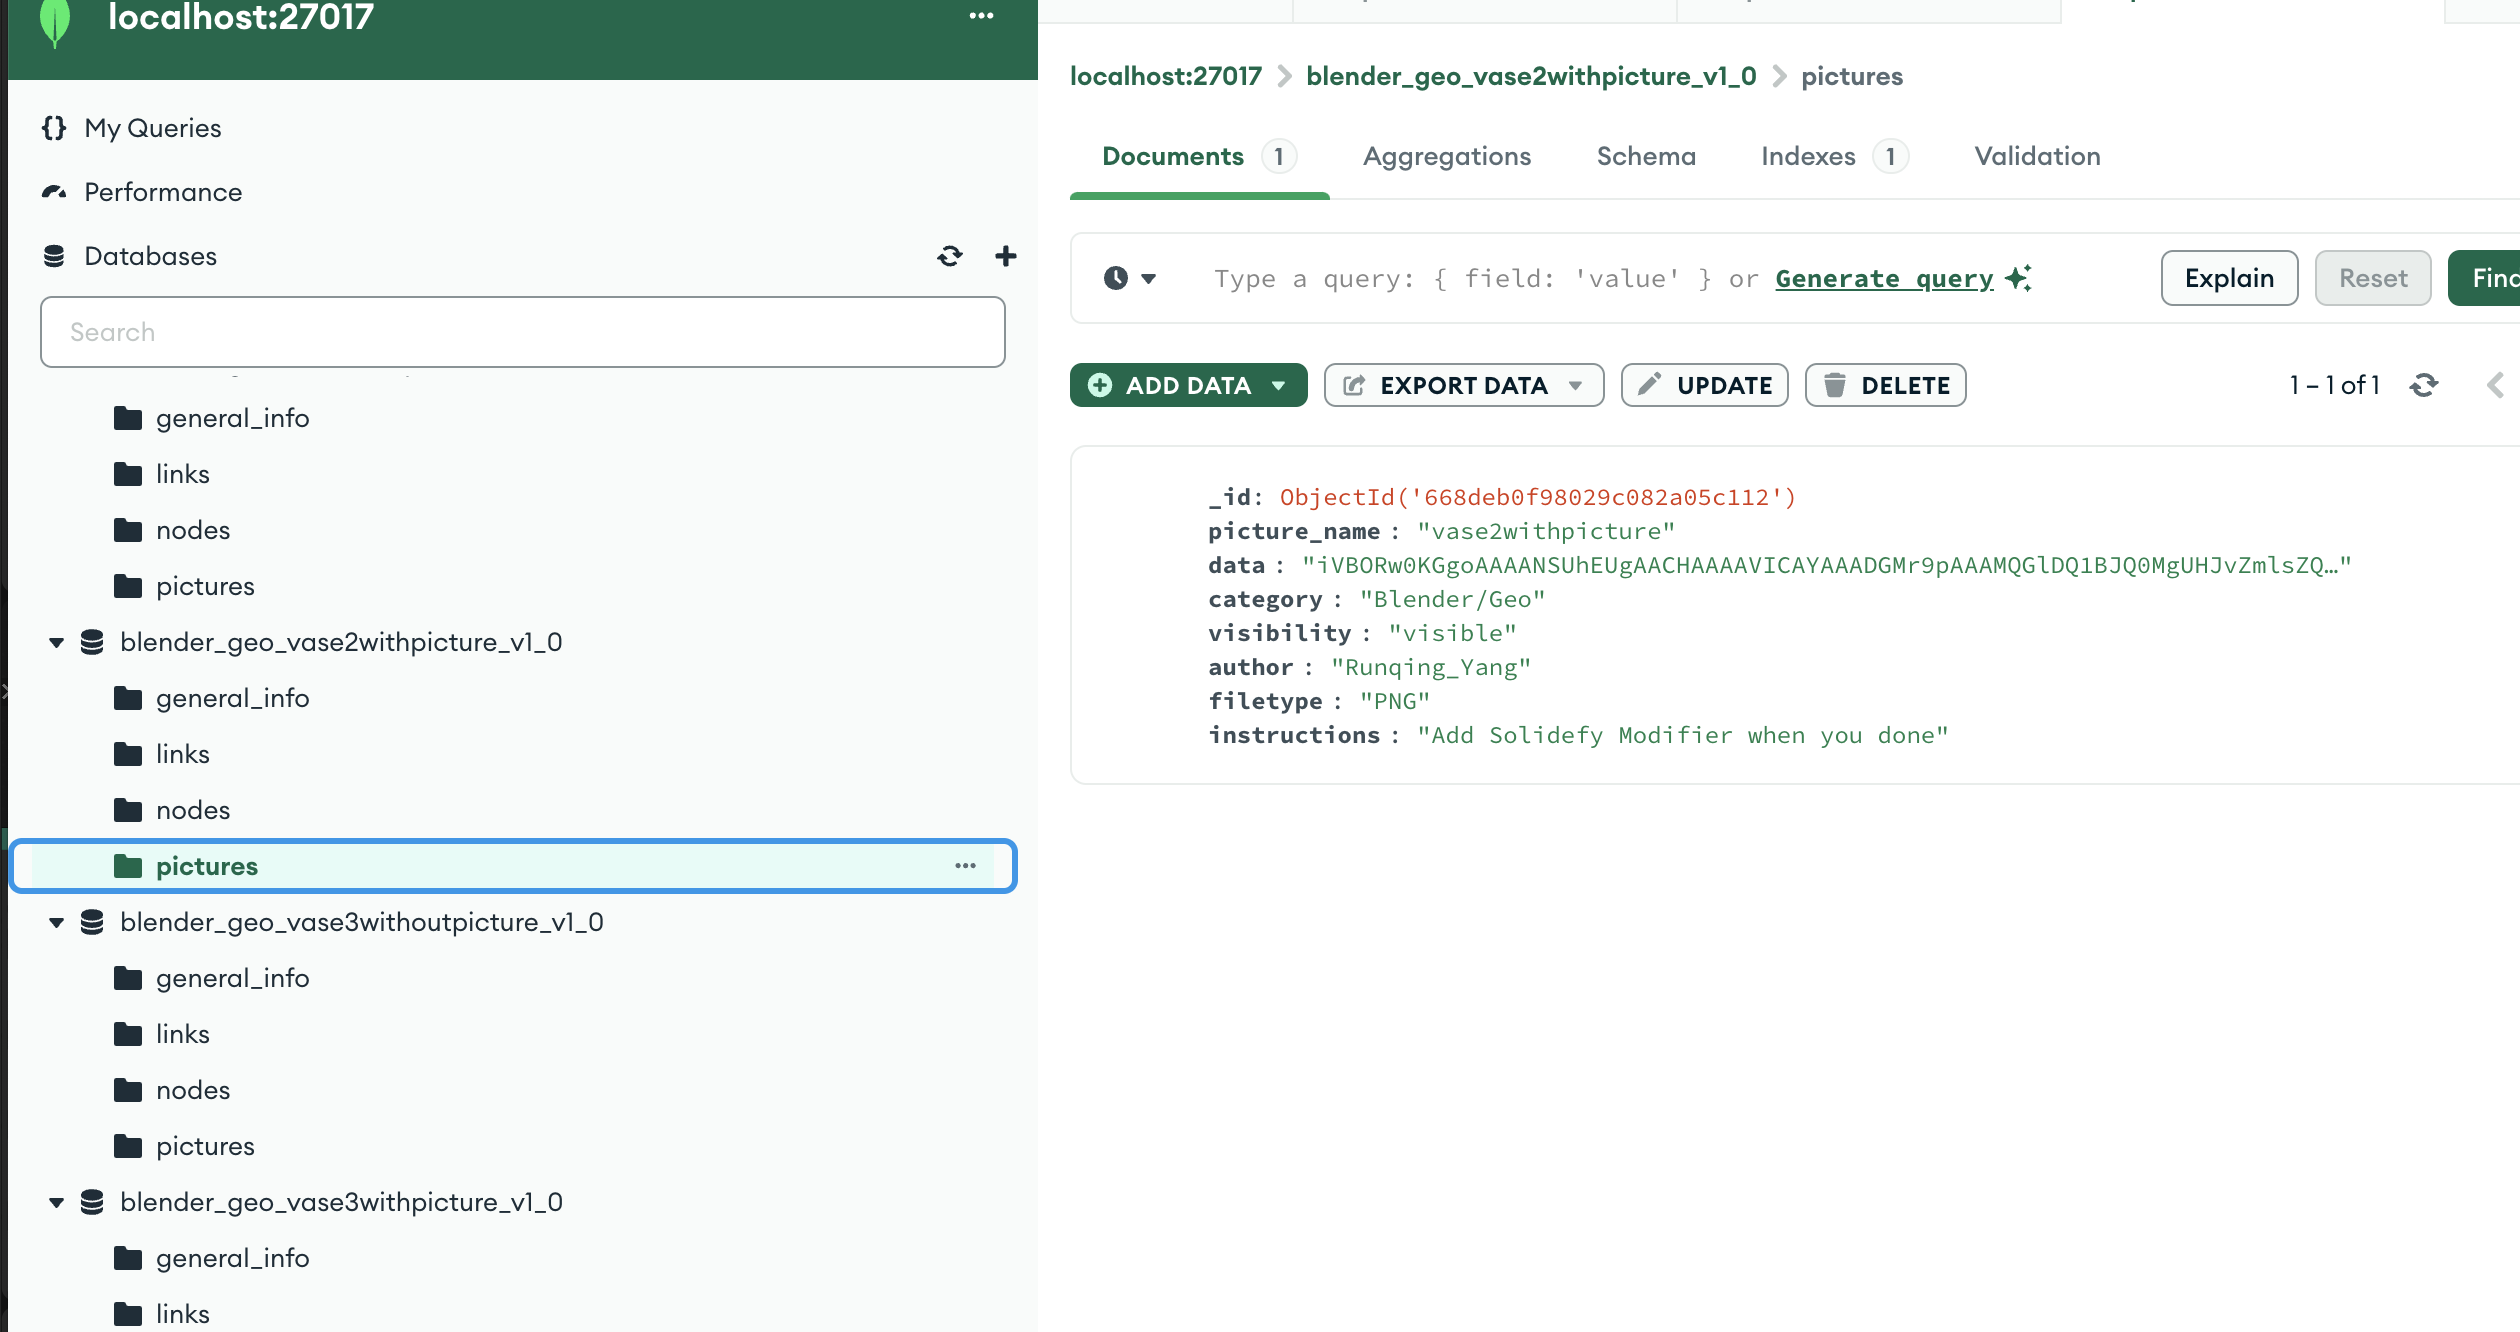 localhost:27017
My Queries
Performance
Databases
Search
general_info
links
nodes
pictures
blender_geo_vase2withpicture_v1_0
general_info
links
nodes
pictures
blender_geo_vase3withoutpicture_v1_0
general_info
links
nodes
pictures
blender_geo_vase3withpicture_v1_0
general_info
links
localhost:27017 > blender_geo_vase2withpicture_v1_0 > pictures
Documents 1 Aggregations Schema Indexes 1 Validation
Type a query: { field: 'value' } or Generate query Explain Reset Find
ADD DATA EXPORT DATA UPDATE DELETE 1 – 1 of 1
_id: ObjectId('668deb0f98029c082a05c112')
picture_name : "vase2withpicture"
data : "iVBORw0KGgoAAAANSUhEUgAACHAAAAVICAYAAADGMr9pAAAMQGlDQ1BJQ0MgUHJvZmlsZQ…"
category : "Blender/Geo"
visibility : "visible"
author : "Runqing_Yang"
filetype : "PNG"
instructions : "Add Solidefy Modifier when you done"